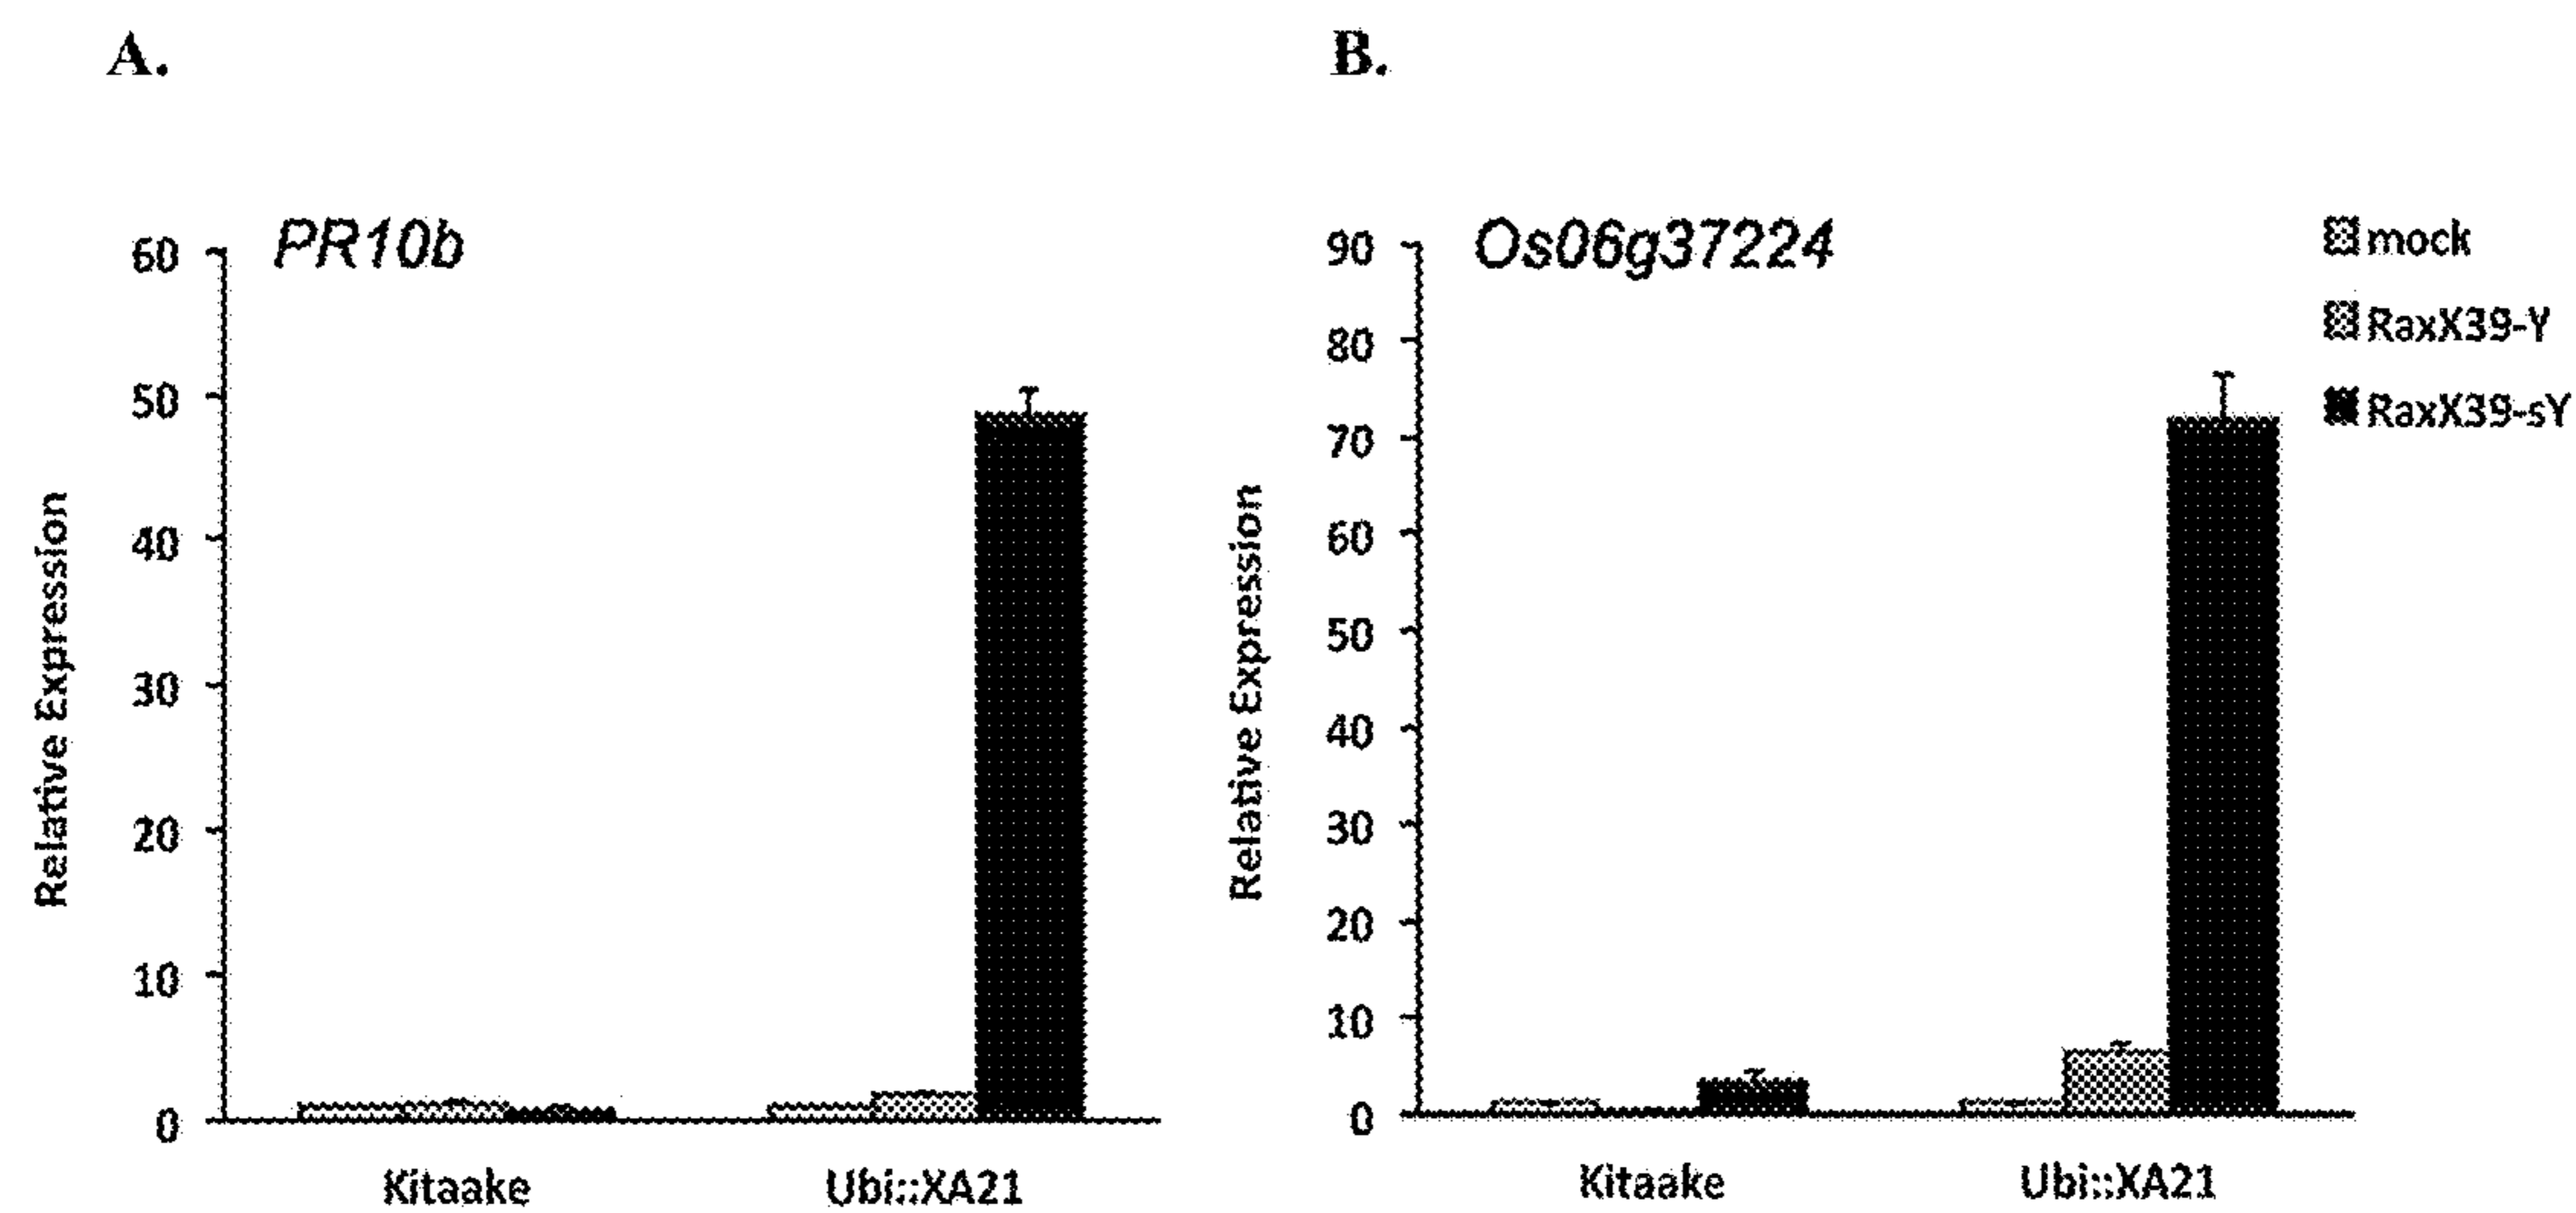 A.
PR10b
60
50
40
30
20
10
0
Relative Expression
Kitaake
Ubi::XA21
B.
Os06g37224
90
80
70
60
50
40
30
20
10
0
Relative Expression
Kitaake
Ubi::XA21
mock
RaxX39-Y
RaxX39-sY